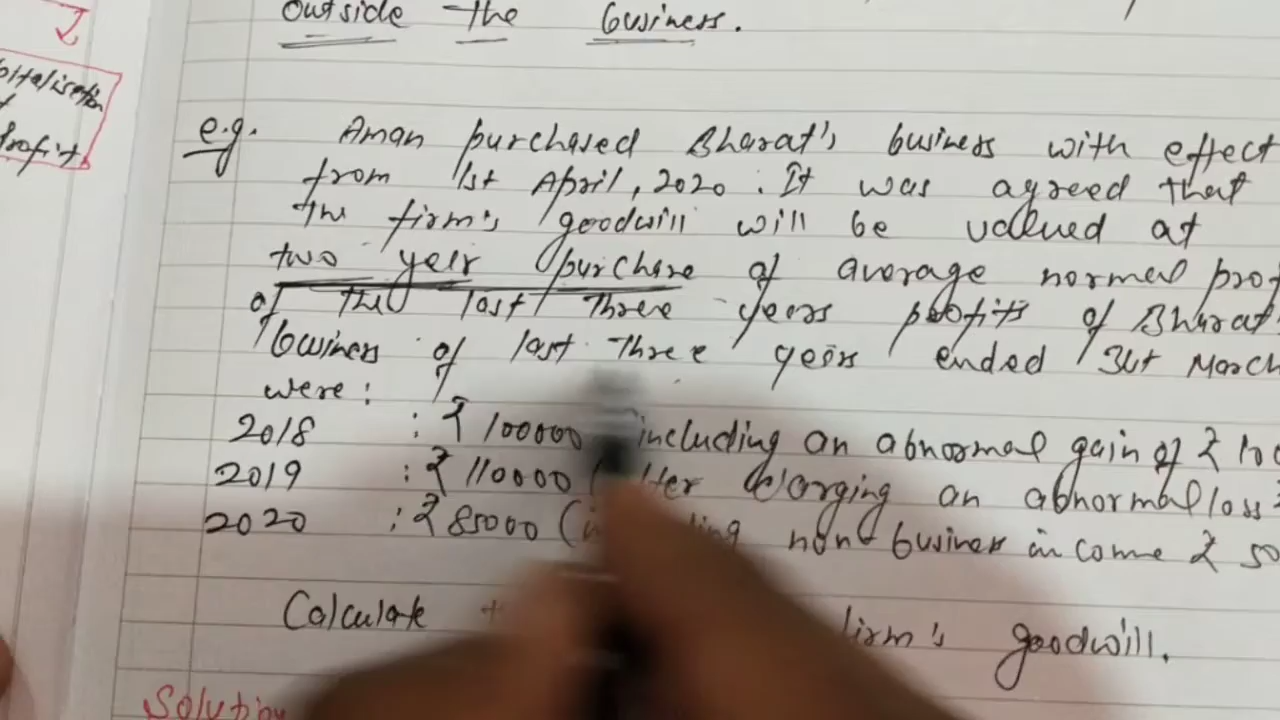 outside the business.
e.g. Aman purchased Bharat's business with effect
from 1st April, 2020. It was agreed that
the firm's goodwill will be valued at
two year purchase of average normal
of the last three years profits of Bharat
business of last three years ended 31st March
were:
2018 : ₹ 100000 including an abnormal gain of ₹
2019 : ₹ 110000 ( charging an abnormal loss
2020 : ₹ 85000 ( non business income ₹
Calculate firm's goodwill.
Solution
Profit